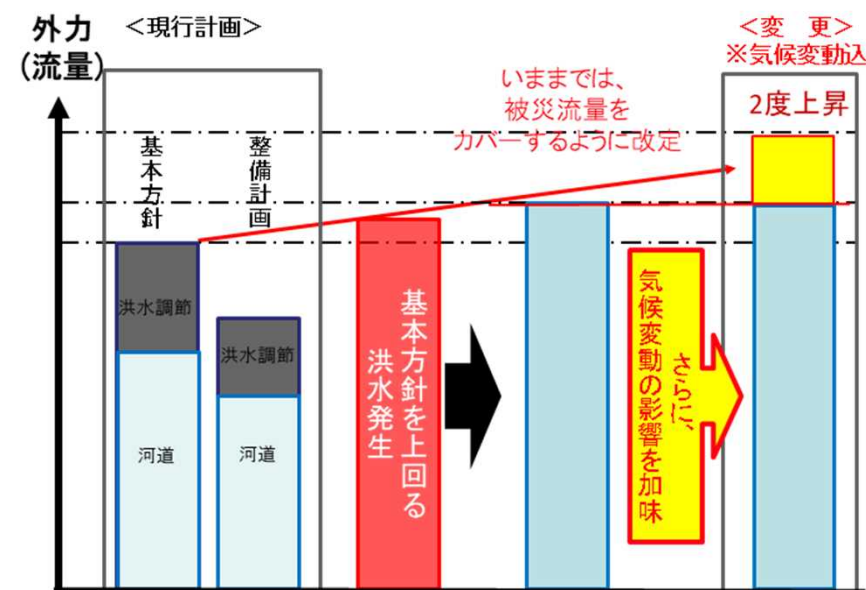 外力
(流量)
＜現行計画＞
＜変　更＞
※気候変動込
いままでは、
被災流量を
カバーするように改定
2度上昇
基本方針
整備計画
洪水調節
洪水調節
河道
河道
基本方針を上回る
洪水発生
さらに、
気候変動の影響を加味